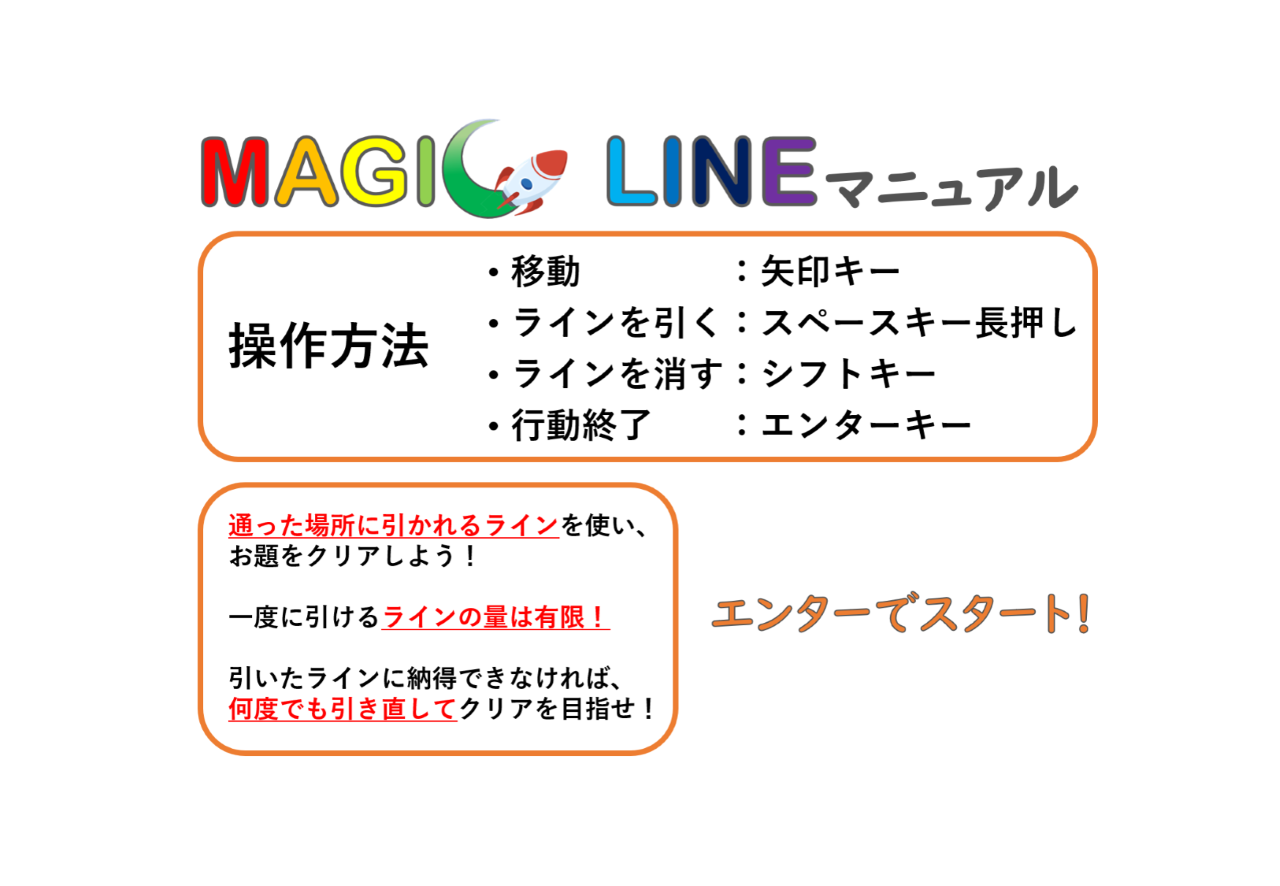 MAGIC LINEマニュアル
操作方法
・移動　　　　：矢印キー
・ラインを引く：スペースキー長押し
・ラインを消す：シフトキー
・行動終了　　：エンターキー
通った場所に引かれるラインを使い、
お題をクリアしよう！
一度に引けるラインの量は有限！
引いたラインに納得できなければ、
何度でも引き直してクリアを目指せ！
エンターでスタート!